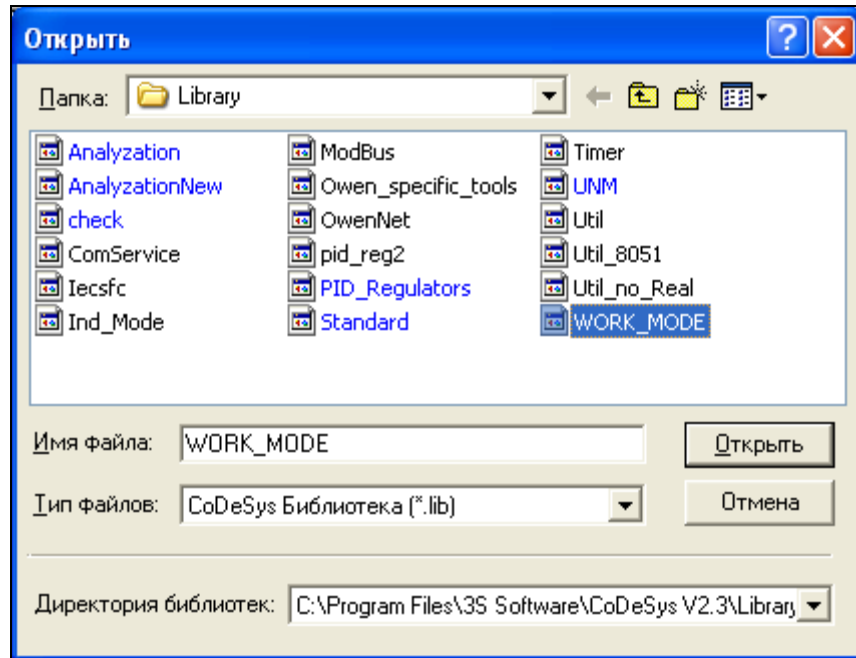 Открыть
Папка: Library
Analyzation ModBus Timer
AnalyzationNew Owen_specific_tools UNM
check OwenNet Util
ComService pid_reg2 Util_8051
Iecsfc PID_Regulators Util_no_Real
Ind_Mode Standard WORK_MODE
Имя файла: WORK_MODE Открыть
Тип файлов: CoDeSys Библиотека (*.lib) Отмена
Директория библиотек: C:\Program Files\3S Software\CoDeSys V2.3\Library